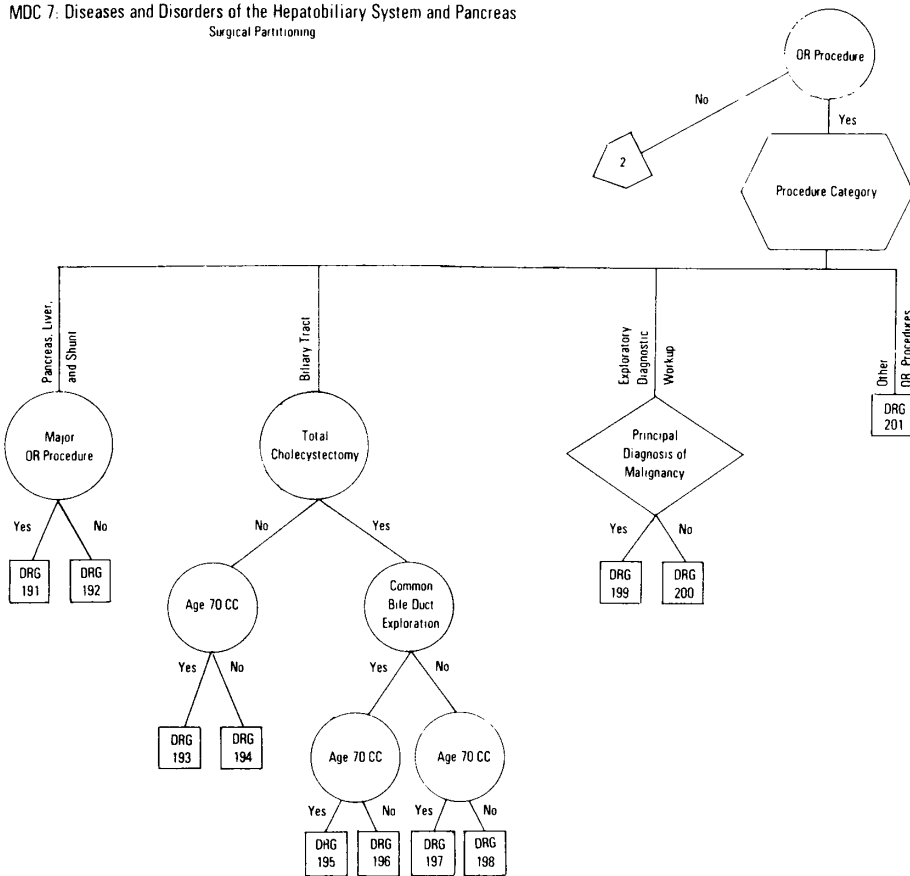 MDC 7: Diseases and Disorders of the Hepatobiliary System and Pancreas
Surgical Partitioning
OR Procedure
No
Yes
2
Procedure Category
Pancreas, Liver,
and Shunt
Biliary Tract
Exploratory
Diagnostic
Workup
Other
OR Procedures
Major
OR Procedure
Total
Cholecystectomy
Principal
Diagnosis of
Malignancy
DRG
201
Yes
No
No
Yes
Yes
No
DRG
191
DRG
192
Age 70 CC
Common
Bile Duct
Exploration
DRG
199
DRG
200
Yes
No
Yes
No
DRG
193
DRG
194
Age 70 CC
Age 70 CC
Yes
No
Yes
No
DRG
195
DRG
196
DRG
197
DRG
198